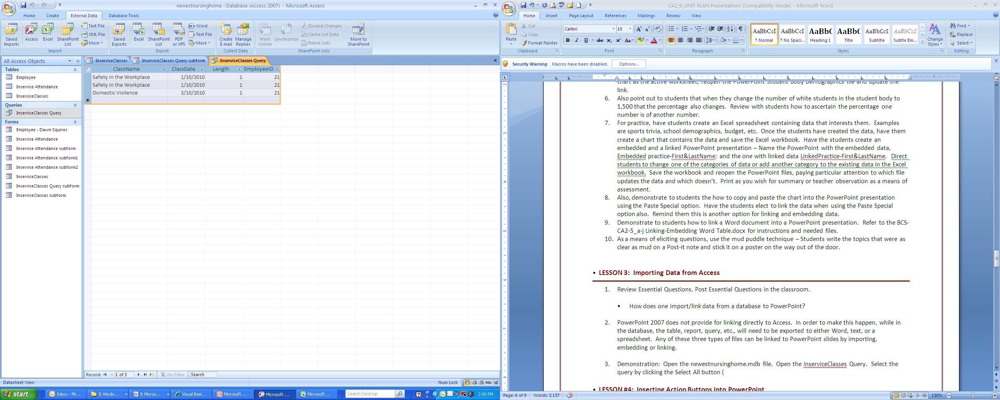 newestnursinghome : Database (Access 2007) - Microsoft Access
Home Create External Data Database Tools
Saved Imports
Access
Excel
SharePoint List
Text File
XML File
More
Import
Saved Exports
Excel
SharePoint List
PDF or XPS
Word
Text File
More
Export
Create E-mail
Manage Replies
Collect Data
Work Online
Synchronize
Discard Changes
Cache List Data
Relink Lists
Move to SharePoint
SharePoint Lists
All Access Objects
Tables
Employee
Inservice Attendance
InserviceClasses
Queries
InserviceClasses Query
Forms
Employee - Dawn Squires
Inservice Attendance
Inservice Attendance subform
Inservice Attendance subform1
Inservice Attendance subform2
InserviceClasses
InserviceClasses Query subform
InserviceClasses subform
InserviceClasses InserviceClasses Query subform InserviceClasses Query
ClassName ClassDate Length EmployeeID
Safety in the Workplace 1/10/2010 1 21
Safety in the Workplace 1/10/2010 1 21
Domestic Violence 3/10/2010 1 21
Record: 1 of 3 No Filter Search
Datasheet View Num Lock SQL
start Inbox - Mi... 3 Windo... 5 Micros... Visual Basi... Microsoft ... Microsoft ... Microsoft ... Search Desktop 2:06 PM
CA2_9_UNIT PLAN Presentations [Compatibility Mode] - Microsoft Word
Home Insert Page Layout References Mailings Review View
Paste
Cut
Copy
Format Painter
Clipboard
Calibri 10
Font
Paragraph
AaBbCcI Normal
AaBbCcI No Spaci...
AaBbC Heading 1
AaBb( Title
AaBbCcI Subtitle
AaBbCcI Subtle Em...
Change Styles
Styles
Find
Replace
Select
Editing
Security Warning Macros have been disabled. Options...
chart as the active worksheet, reopen the PowerPoint Student Body Demographics file and update the
link.
6. Also point out to students that when they change the number of white students in the student body to
1,500 that the percentage also changes. Review with students how to ascertain the percentage one
number is of another number.
7. For practice, have students create an Excel spreadsheet containing data that interests them. Examples
are sports trivia, school demographics, budget, etc. Once the students have created the data, have them
create a chart that contains the data and save the Excel workbook. Have the students create an
embedded and a linked PowerPoint presentation – Name the PowerPoint with the embedded data,
Embedded practice-First&LastName; and the one with linked data LinkedPractice-First&LastName. Direct
students to change one of the categories of data or add another category to the existing data in the Excel
workbook. Save the workbook and reopen the PowerPoint files, paying particular attention to which file
updates the data and which doesn’t. Print as you wish for summary or teacher observation as a means of
assessment.
8. Also, demonstrate to students the how to copy and paste the chart into the PowerPoint presentation
using the Paste Special option. Have the students elect to link the data when using the Paste Special
option also. Remind them this is another option for linking and embedding data.
9. Demonstrate to students how to link a Word document into a PowerPoint presentation. Refer to the BCS-
CA2-5_a-j Linking-Embedding Word Table.docx for instructions and needed files.
10. As a means of eliciting questions, use the mud puddle technique – Students write the topics that were as
clear as mud on a Post-it note and stick it on a poster on the way out of the door.
• LESSON 3: Importing Data from Access
1. Review Essential Questions. Post Essential Questions in the classroom.
• How does one import/link data from a database to PowerPoint?
2. PowerPoint 2007 does not provide for linking directly to Access. In order to make this happen, while in
the database, the table, report, query, etc., will need to be exported to either Word, text, or a
spreadsheet. Any of these three types of files can be linked to PowerPoint slides by importing,
embedding or linking.
3. Demonstration: Open the newestnursinghome.mdb file. Open the InserviceClasses Query. Select the
query by clicking the Select All button (
• LESSON #4: Inserting Action Buttons Into PowerPoint
Page: 6 of 9 Words: 3,157 130%